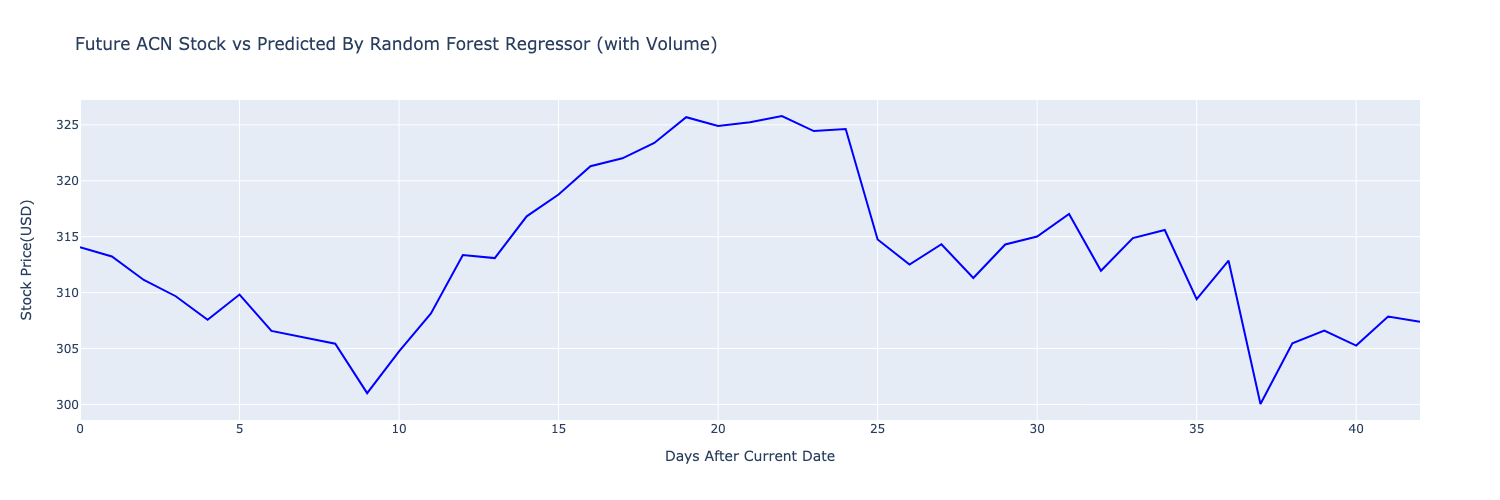 Future ACN Stock vs Predicted By Random Forest Regressor (with Volume)
Stock Price(USD)
325
320
315
310
305
300
0 5 10 15 20 25 30 35 40
Days After Current Date